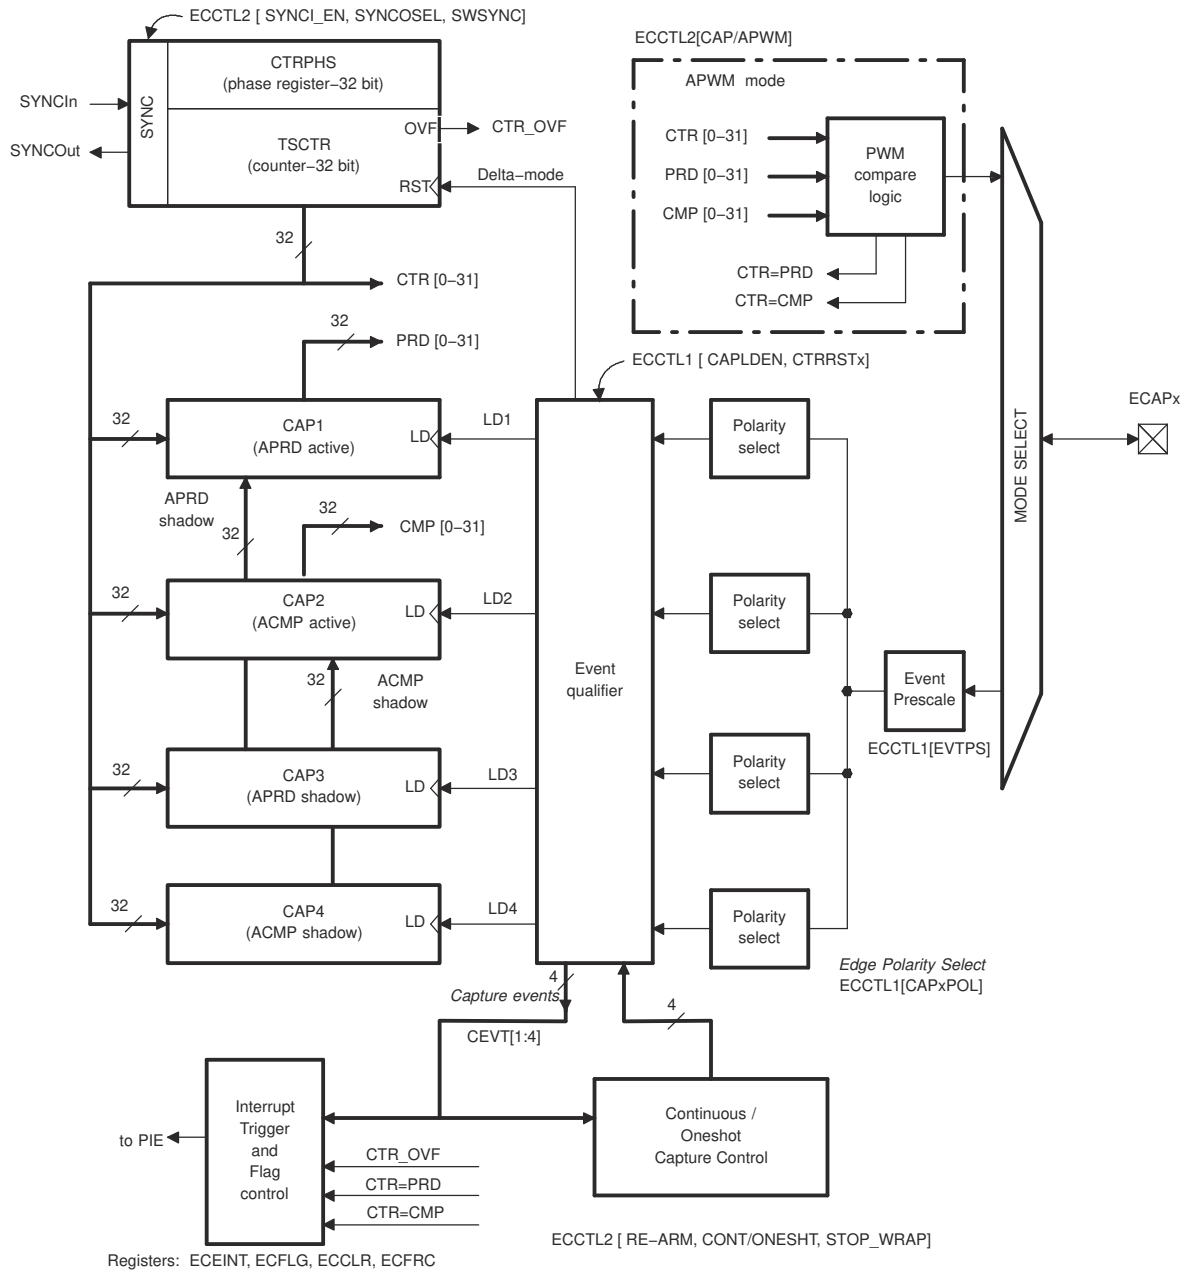 ECCTL2 [ SYNCI_EN, SYNCOSEL, SWSYNC]
ECCTL2[CAP/APWM]
CTRPHS
(phase register−32 bit)
APWM mode
SYNCIn
SYNC
OVF
CTR_OVF
SYNCOut
TSCTR
(counter−32 bit)
CTR [0−31]
PRD [0−31]
CMP [0−31]
PWM
compare
logic
RST
Delta−mode
32
CTR=PRD
CTR=CMP
CTR [0−31]
32
PRD [0−31]
ECCTL1 [ CAPLDEN, CTRRSTx]
ECAPx
MODE SELECT
32
CAP1
(APRD active)
LD
LD1
Polarity
select
APRD
shadow
32
32
CMP [0−31]
32
CAP2
(ACMP active)
LD
LD2
Polarity
select
Event
qualifier
32
ACMP
shadow
Event
Prescale
ECCTL1[EVTPS]
32
CAP3
(APRD shadow)
LD
LD3
Polarity
select
32
CAP4
(ACMP shadow)
LD
LD4
Polarity
select
Edge Polarity Select
ECCTL1[CAPxPOL]
4
Capture events
CEVT[1:4]
4
Interrupt
Trigger
and
Flag
control
to PIE
CTR_OVF
CTR=PRD
CTR=CMP
Continuous /
Oneshot
Capture Control
ECCTL2 [ RE−ARM, CONT/ONESHT, STOP_WRAP]
Registers: ECEINT, ECFLG, ECCLR, ECFRC